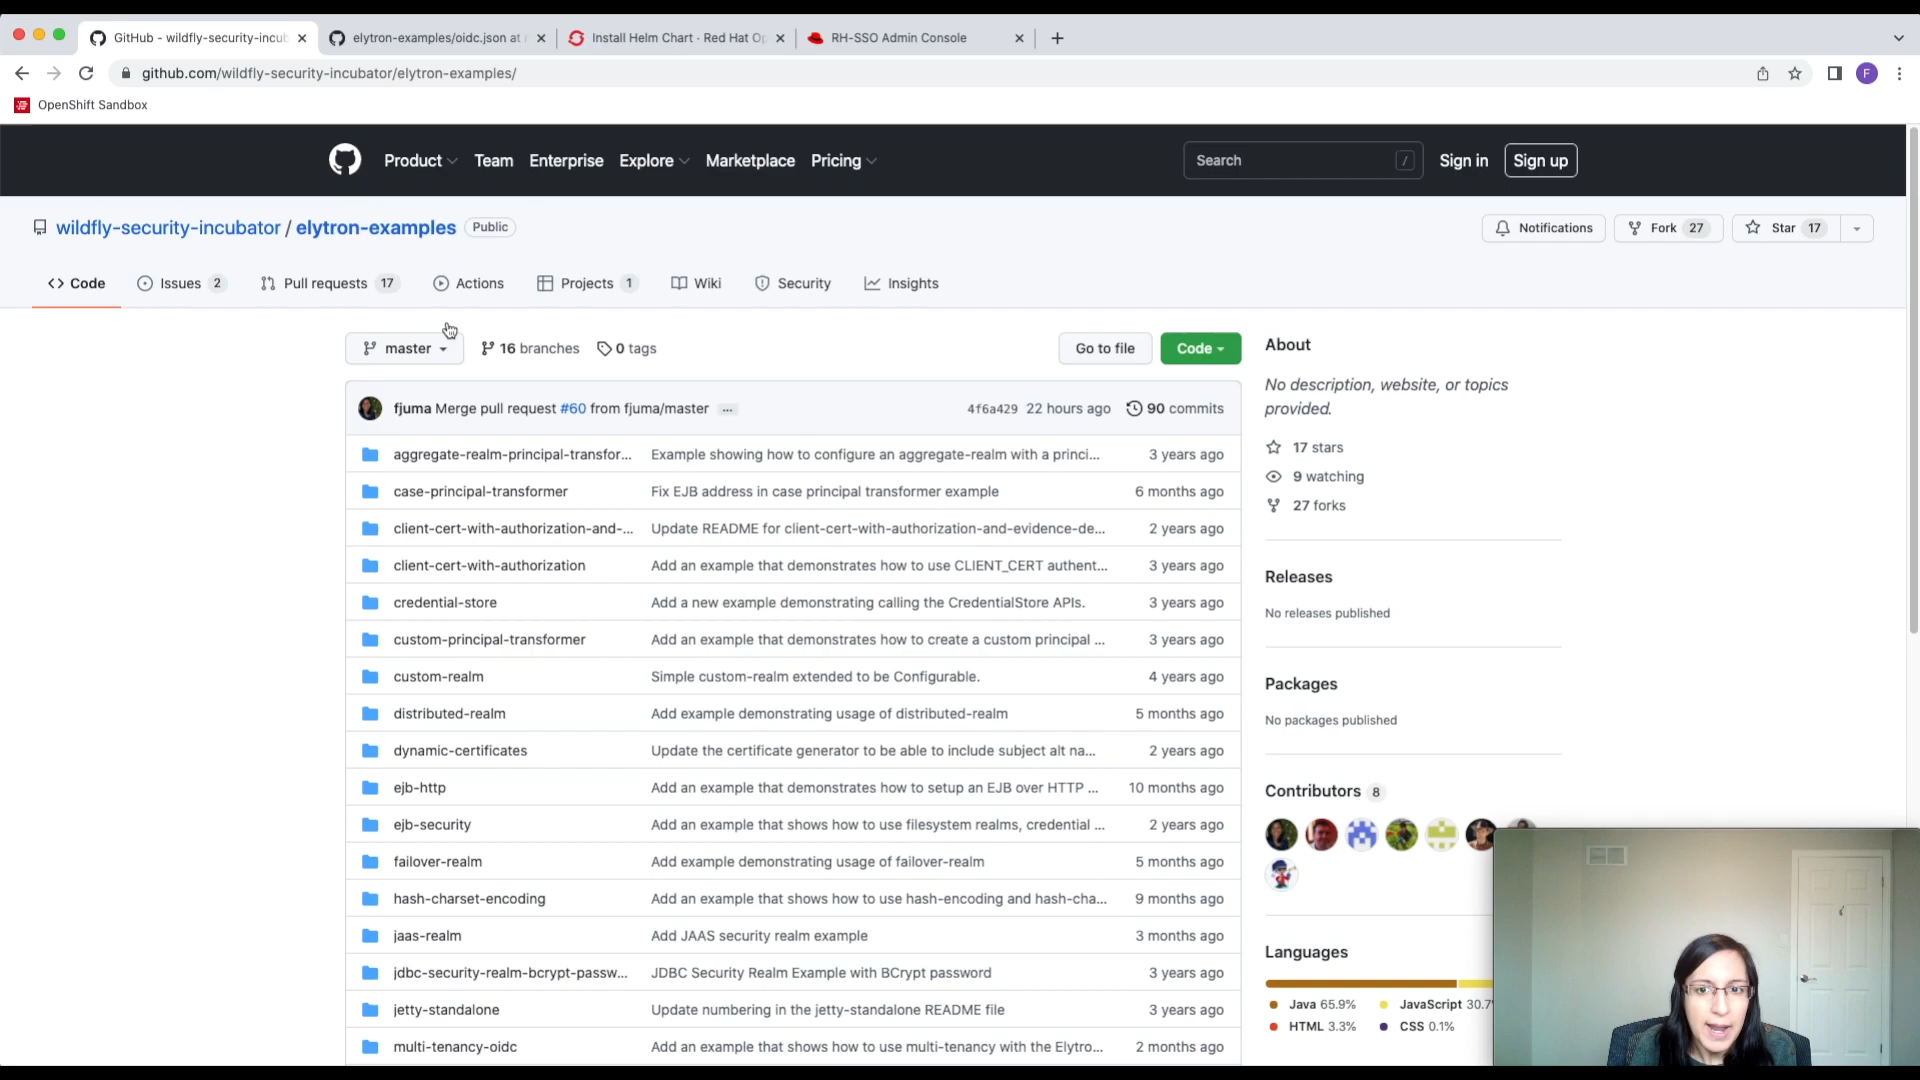 GitHub - wildfly-security-incub
elytron-examples/oidc.json at
Install Helm Chart · Red Hat Op
RH-SSO Admin Console
github.com/wildfly-security-incubator/elytron-examples/
F
OpenShift Sandbox
Product
Team
Enterprise
Explore
Marketplace
Pricing
Search
/
Sign in
Sign up
wildfly-security-incubator / elytron-examples
Public
Notifications
Fork 27
Star 17
Code
Issues 2
Pull requests 17
Actions
Projects 1
Wiki
Security
Insights
master
16 branches
0 tags
Go to file
Code
fjuma Merge pull request #60 from fjuma/master ...
4f6a429 22 hours ago
90 commits
aggregate-realm-principal-transfor... Example showing how to configure an aggregate-realm with a princi... 3 years ago
case-principal-transformer Fix EJB address in case principal transformer example 6 months ago
client-cert-with-authorization-and-... Update README for client-cert-with-authorization-and-evidence-de... 2 years ago
client-cert-with-authorization Add an example that demonstrates how to use CLIENT_CERT authent... 3 years ago
credential-store Add a new example demonstrating calling the CredentialStore APIs. 3 years ago
custom-principal-transformer Add an example that demonstrates how to create a custom principal ... 3 years ago
custom-realm Simple custom-realm extended to be Configurable. 4 years ago
distributed-realm Add example demonstrating usage of distributed-realm 5 months ago
dynamic-certificates Update the certificate generator to be able to include subject alt na... 2 years ago
ejb-http Add an example that demonstrates how to setup an EJB over HTTP ... 10 months ago
ejb-security Add an example that shows how to use filesystem realms, credential ... 2 years ago
failover-realm Add example demonstrating usage of failover-realm 5 months ago
hash-charset-encoding Add an example that shows how to use hash-encoding and hash-cha... 9 months ago
jaas-realm Add JAAS security realm example 3 months ago
jdbc-security-realm-bcrypt-passw... JDBC Security Realm Example with BCrypt password 3 years ago
jetty-standalone Update numbering in the jetty-standalone README file 3 years ago
multi-tenancy-oidc Add an example that shows how to use multi-tenancy with the Elytro... 2 months ago
About
No description, website, or topics
provided.
17 stars
9 watching
27 forks
Releases
No releases published
Packages
No packages published
Contributors 8
Languages
Java 65.9%
JavaScript 30.7
HTML 3.3%
CSS 0.1%